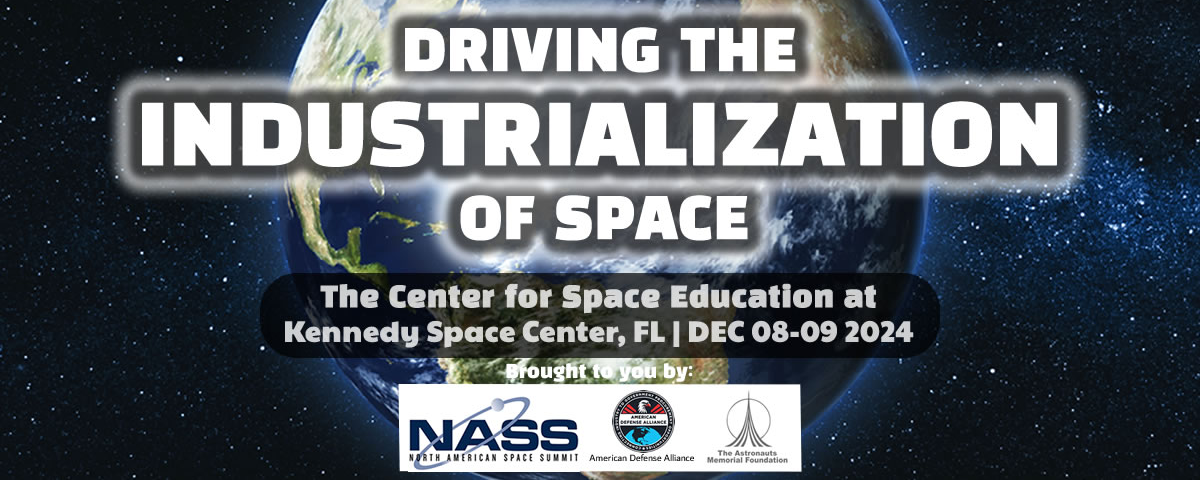 DRIVING THE
INDUSTRIALIZATION
OF SPACE
The Center for Space Education at
Kennedy Space Center, FL | DEC 08-09 2024
Brought to you by:
NASS
NORTH AMERICAN SPACE SUMMIT
AMERICAN
DEFENSE ALLIANCE
American Defense Alliance
The Astronauts
Memorial Foundation